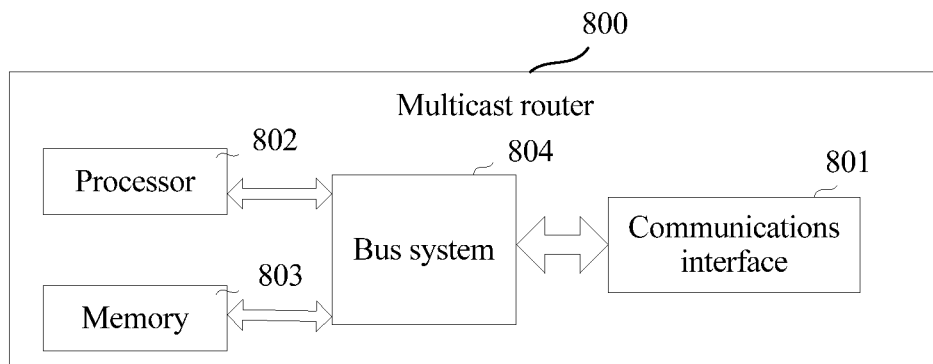 800
Multicast router
802
Processor
804
Bus system
801
Communications
interface
803
Memory